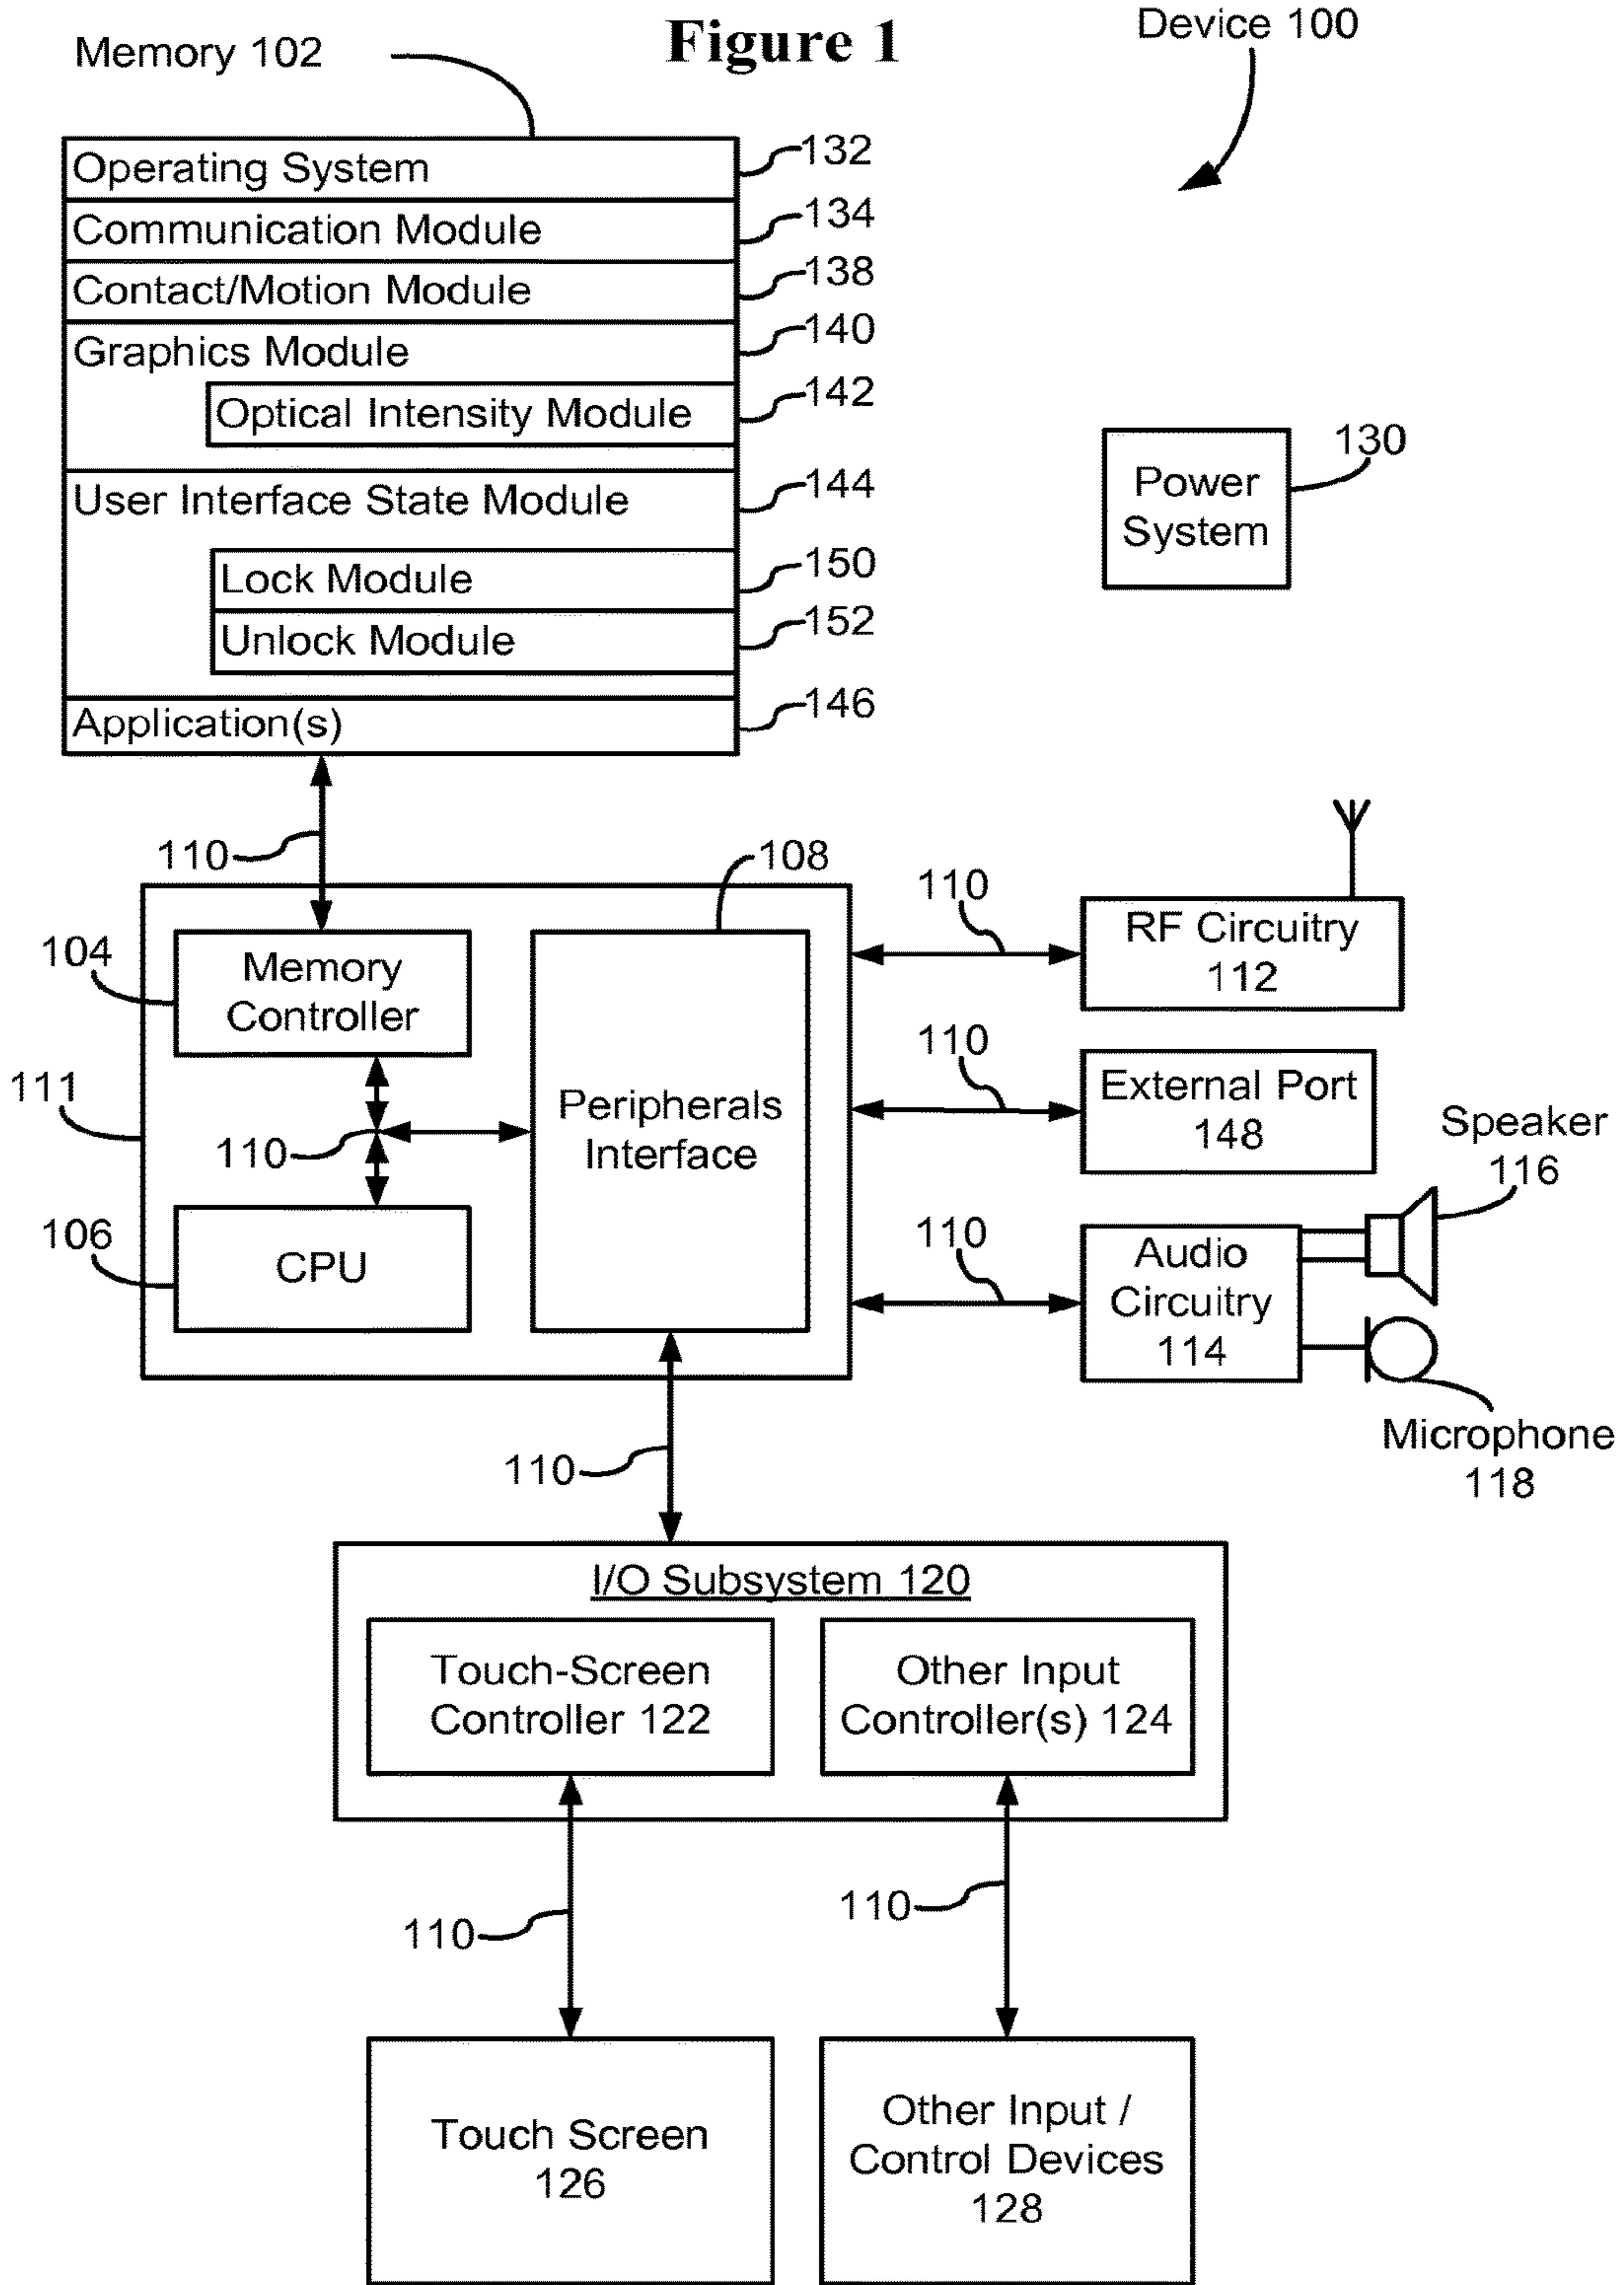 Figure 1
Device 100
Memory 102
Operating System
132
Communication Module
134
Contact/Motion Module
138
Graphics Module
140
Optical Intensity Module
142
User Interface State Module
144
Lock Module
150
Unlock Module
152
Application(s)
146
Power
System
130
110
108
104
Memory
Controller
111
110
Peripherals
Interface
106
CPU
110
RF Circuitry
112
110
External Port
148
Speaker
116
110
Audio
Circuitry
114
Microphone
118
110
I/O Subsystem 120
Touch-Screen
Controller 122
Other Input
Controller(s) 124
110
110
Touch Screen
126
Other Input /
Control Devices
128